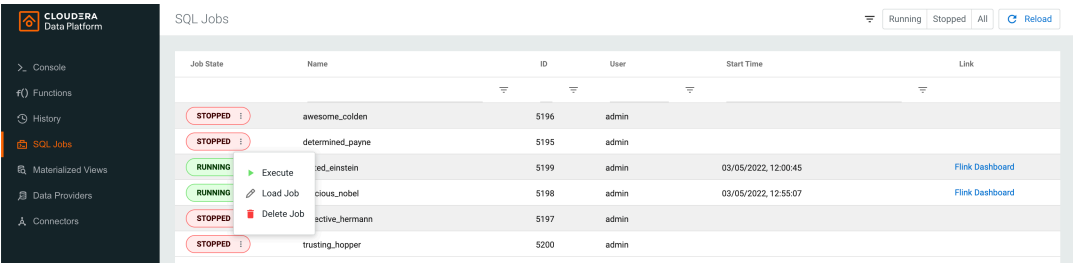 CLOUDERA
Data Platform
SQL Jobs
Running Stopped All Reload
>_ Console
f() Functions
History
SQL Jobs
Materialized Views
Data Providers
Connectors
Job State Name ID User Start Time Link
STOPPED awesome_colden 5196 admin
STOPPED determined_payne 5195 admin
RUNNING ted_einstein 5199 admin 03/05/2022, 12:00:45 Flink Dashboard
RUNNING cious_nobel 5198 admin 03/05/2022, 12:55:07 Flink Dashboard
STOPPED ective_hermann 5197 admin
STOPPED trusting_hopper 5200 admin
Execute
Load Job
Delete Job